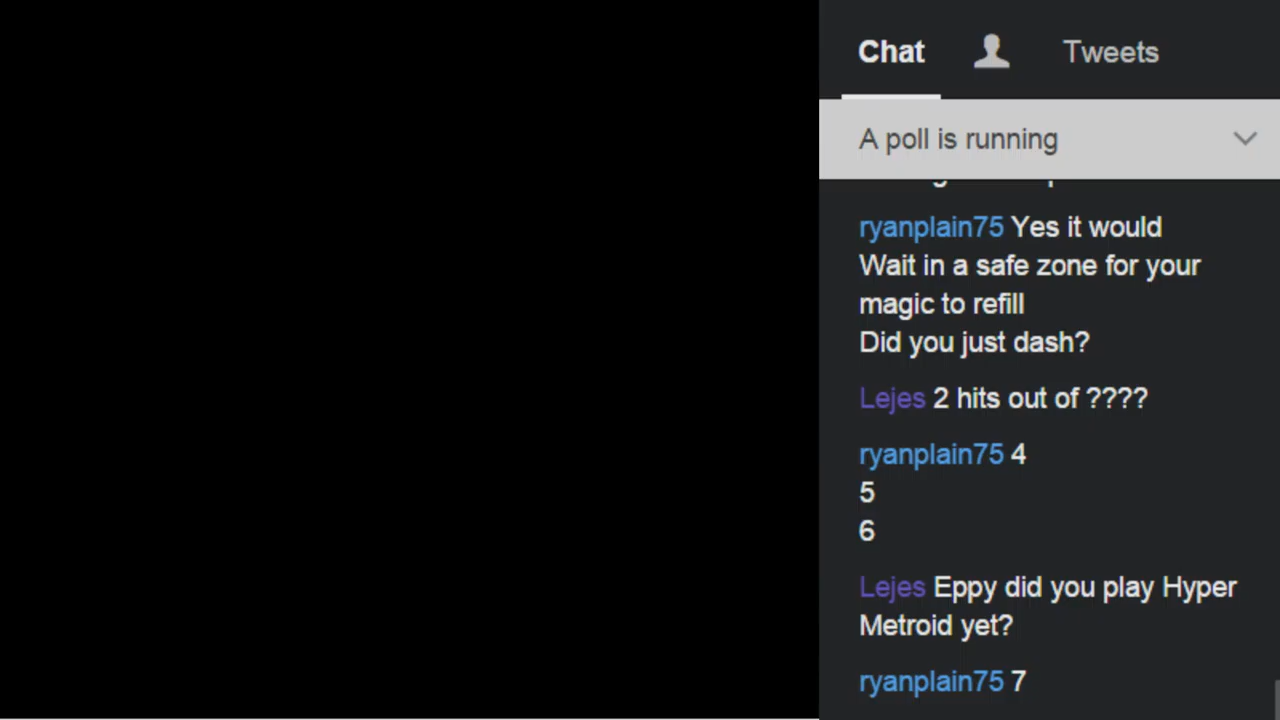 Chat Tweets
A poll is running
ryanplain75 Yes it would
Wait in a safe zone for your
magic to refill
Did you just dash?
Lejes 2 hits out of ????
ryanplain75 4
5
6
Lejes Eppy did you play Hyper
Metroid yet?
ryanplain75 7